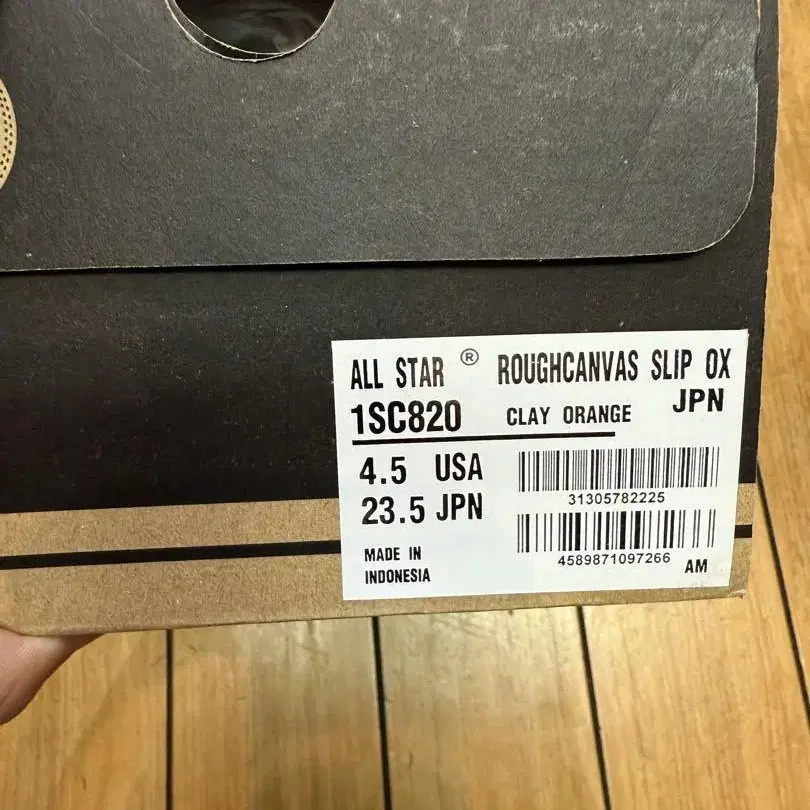 ALL STAR ® ROUGHCANVAS SLIP OX
1SC820 CLAY ORANGE JPN
4.5 USA
31305782225
23.5 JPN
4589871097266
AM
MADE IN
INDONESIA